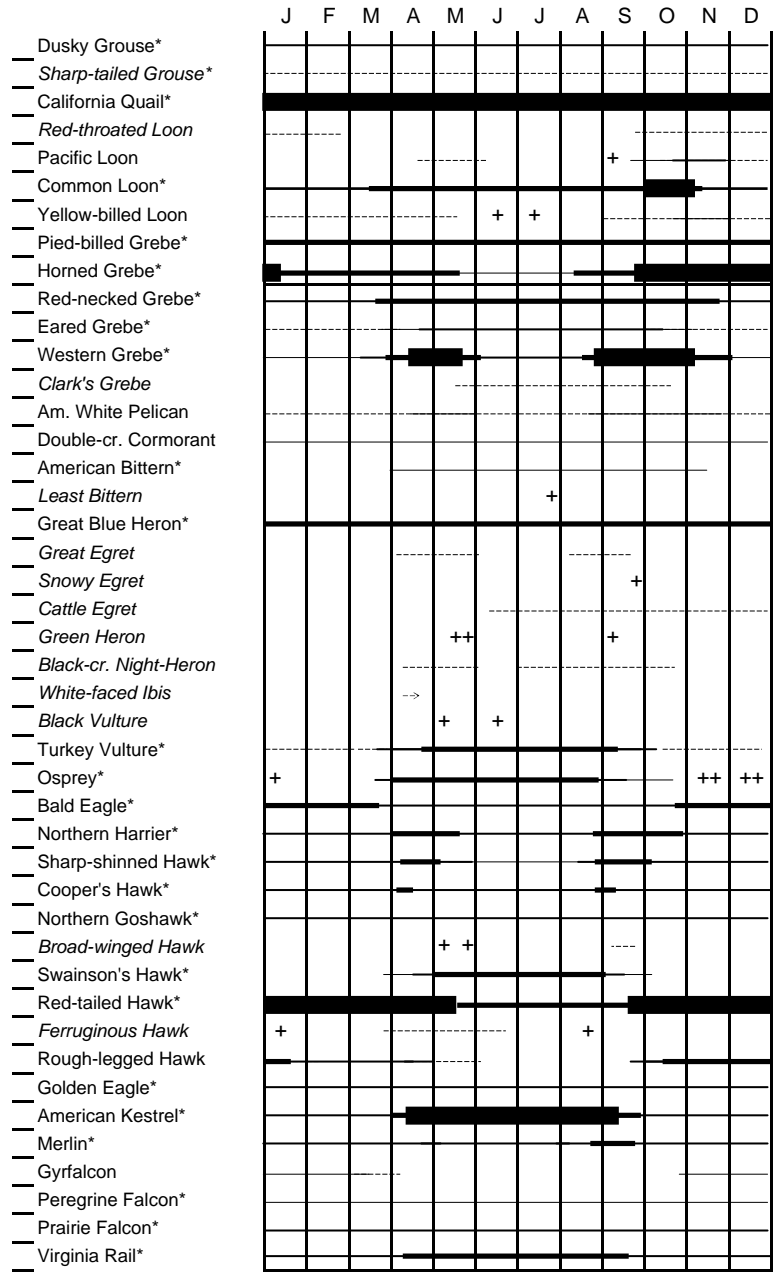 J F M A M J J A S O N D
Dusky Grouse*
Sharp-tailed Grouse*
California Quail*
Red-throated Loon
Pacific Loon +
Common Loon*
Yellow-billed Loon + +
Pied-billed Grebe*
Horned Grebe*
Red-necked Grebe*
Eared Grebe*
Western Grebe*
Clark's Grebe
Am. White Pelican
Double-cr. Cormorant
American Bittern*
Least Bittern +
Great Blue Heron*
Great Egret
Snowy Egret +
Cattle Egret
Green Heron ++ +
Black-cr. Night-Heron
White-faced Ibis
Black Vulture + +
Turkey Vulture*
Osprey* + ++ ++
Bald Eagle*
Northern Harrier*
Sharp-shinned Hawk*
Cooper's Hawk*
Northern Goshawk*
Broad-winged Hawk + +
Swainson's Hawk*
Red-tailed Hawk*
Ferruginous Hawk + +
Rough-legged Hawk
Golden Eagle*
American Kestrel*
Merlin*
Gyrfalcon
Peregrine Falcon*
Prairie Falcon*
Virginia Rail*